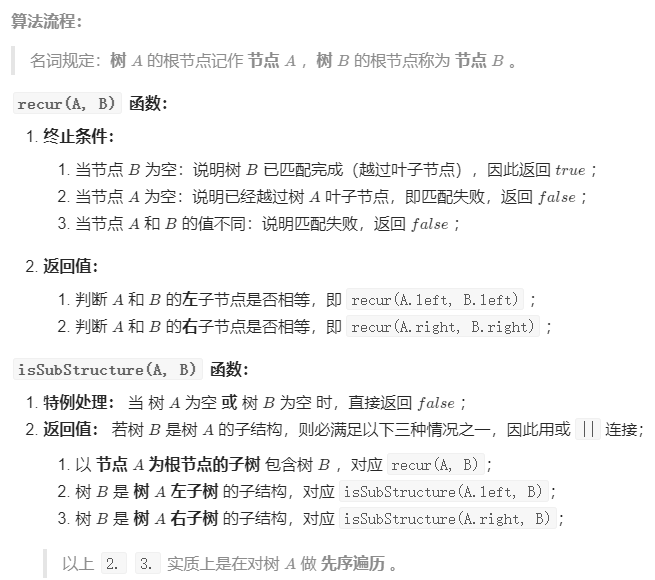 算法流程：
名词规定：树 A 的根节点记作 节点 A ，树 B 的根节点称为 节点 B 。
recur(A, B) 函数：
1. 终止条件：
1. 当节点 B 为空：说明树 B 已匹配完成（越过叶子节点），因此返回 true ；
2. 当节点 A 为空：说明已经越过树 A 叶子节点，即匹配失败，返回 false ；
3. 当节点 A 和 B 的值不同：说明匹配失败，返回 false ；
2. 返回值：
1. 判断 A 和 B 的左子节点是否相等，即 recur(A.left, B.left) ；
2. 判断 A 和 B 的右子节点是否相等，即 recur(A.right, B.right) ；
isSubStructure(A, B) 函数：
1. 特例处理： 当 树 A 为空 或 树 B 为空 时，直接返回 false ；
2. 返回值： 若树 B 是树 A 的子结构，则必满足以下三种情况之一，因此用或 || 连接；
1. 以 节点 A 为根节点的子树 包含树 B ，对应 recur(A, B)；
2. 树 B 是 树 A 左子树 的子结构，对应 isSubStructure(A.left, B)；
3. 树 B 是 树 A 右子树 的子结构，对应 isSubStructure(A.right, B)；
以上 2. 3. 实质上是在对树 A 做 先序遍历 。